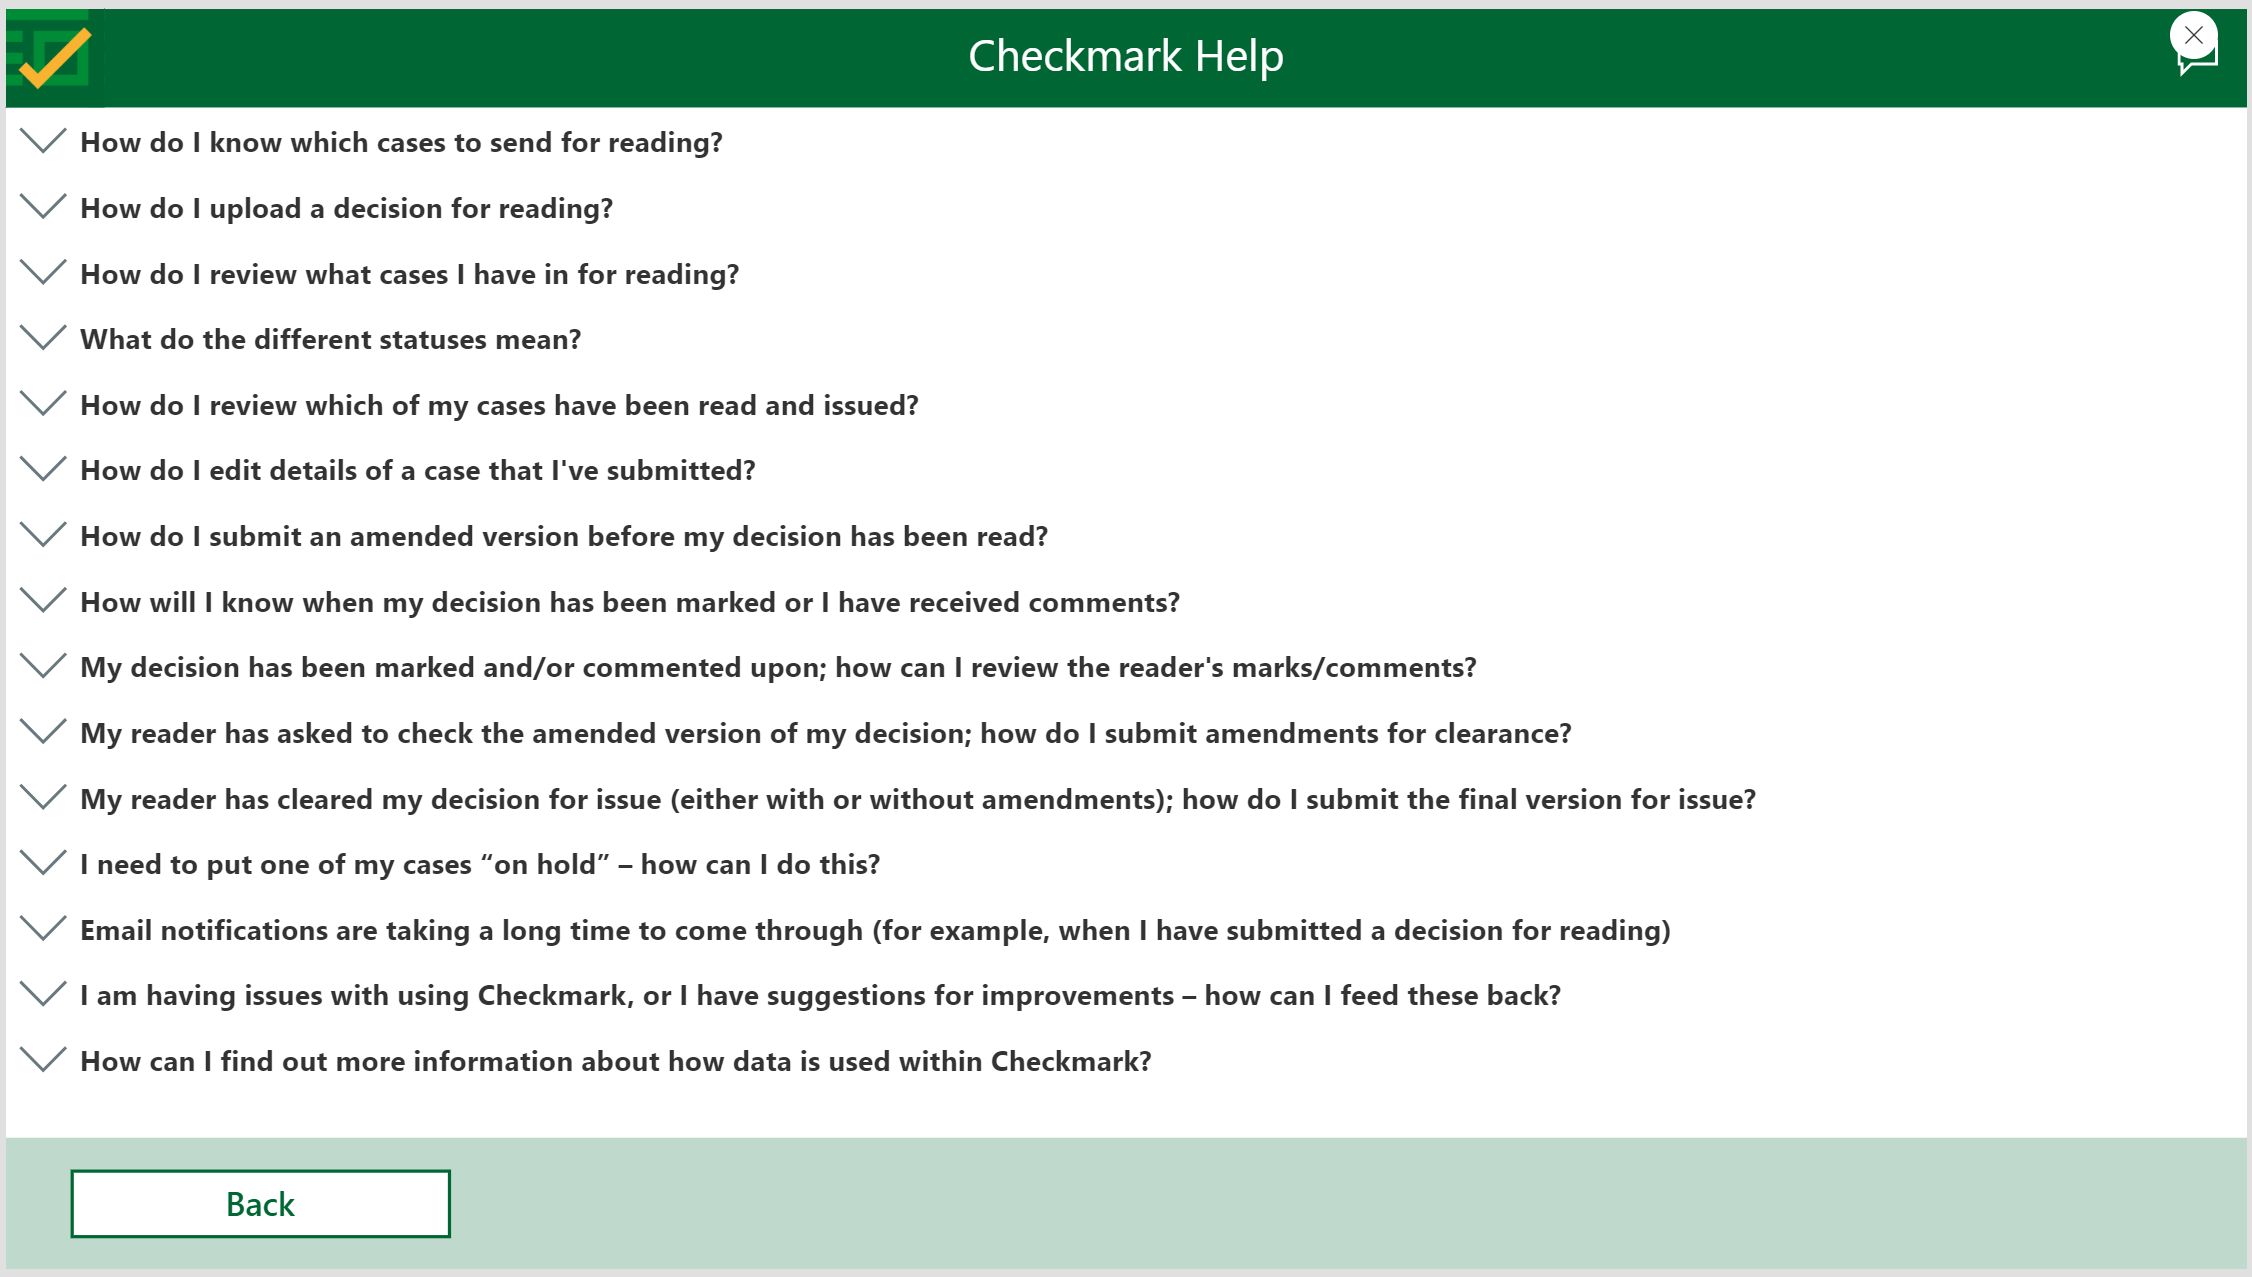 Checkmark Help
How do I know which cases to send for reading?
How do I upload a decision for reading?
How do I review what cases I have in for reading?
What do the different statuses mean?
How do I review which of my cases have been read and issued?
How do I edit details of a case that I've submitted?
How do I submit an amended version before my decision has been read?
How will I know when my decision has been marked or I have received comments?
My decision has been marked and/or commented upon; how can I review the reader's marks/comments?
My reader has asked to check the amended version of my decision; how do I submit amendments for clearance?
My reader has cleared my decision for issue (either with or without amendments); how do I submit the final version for issue?
I need to put one of my cases “on hold” – how can I do this?
Email notifications are taking a long time to come through (for example, when I have submitted a decision for reading)
I am having issues with using Checkmark, or I have suggestions for improvements – how can I feed these back?
How can I find out more information about how data is used within Checkmark?
Back